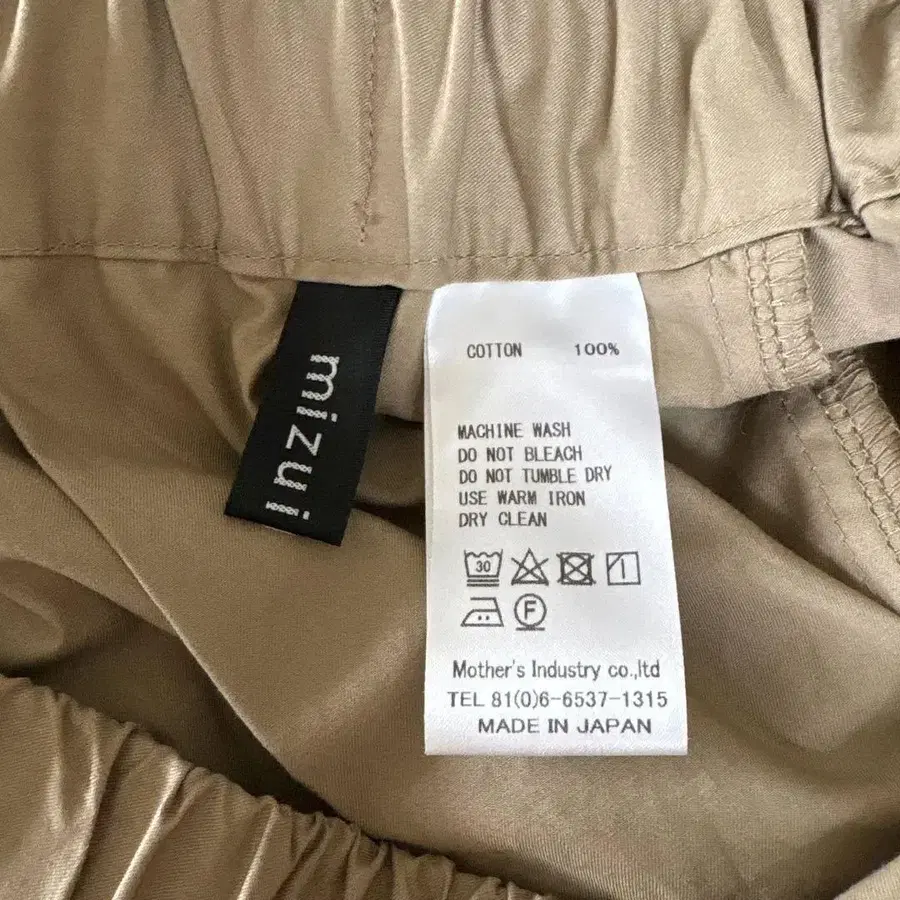 mizui
COTTON 100%
MACHINE WASH
DO NOT BLEACH
DO NOT TUMBLE DRY
USE WARM IRON
DRY CLEAN
30
F
Mother's Industry co.,ltd
TEL 81(0)6-6537-1315
MADE IN JAPAN